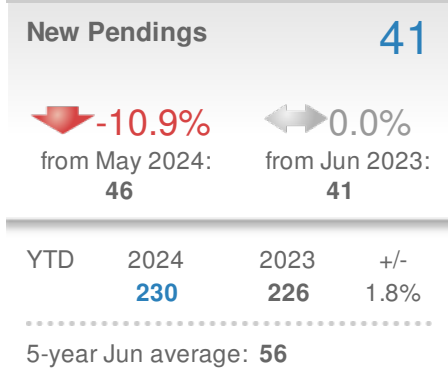 New Pendings 41
-10.9% 0.0%
from May 2024: from Jun 2023:
46 41
YTD 2024 2023 +/-
230 226 1.8%
5-year Jun average: 56